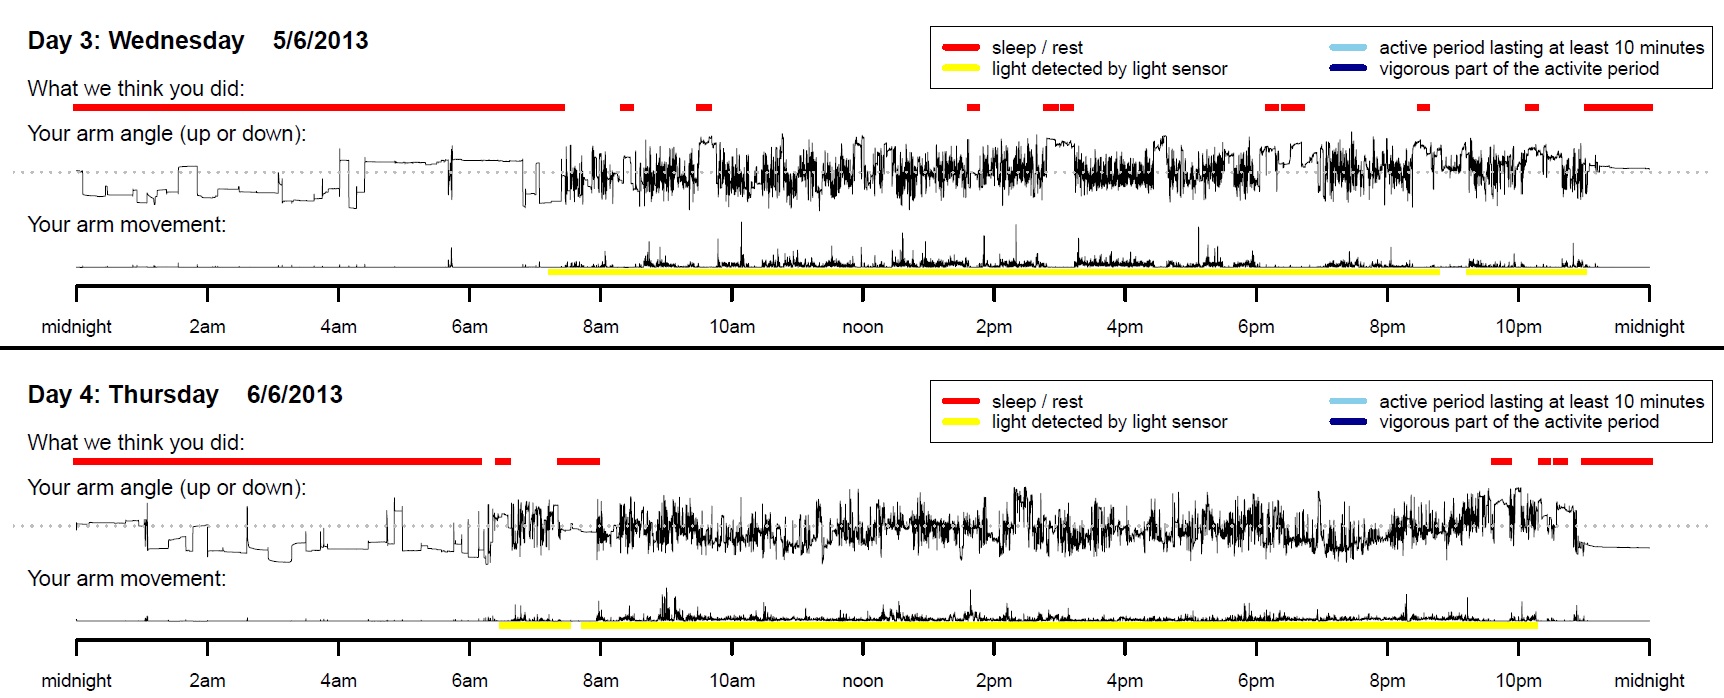 Day 3: Wednesday 5/6/2013
sleep / rest
light detected by light sensor
active period lasting at least 10 minutes
vigorous part of the activite period
What we think you did:
Your arm angle (up or down):
Your arm movement:
midnight 2am 4am 6am 8am 10am noon 2pm 4pm 6pm 8pm 10pm midnight
Day 4: Thursday 6/6/2013
sleep / rest
light detected by light sensor
active period lasting at least 10 minutes
vigorous part of the activite period
What we think you did:
Your arm angle (up or down):
Your arm movement:
midnight 2am 4am 6am 8am 10am noon 2pm 4pm 6pm 8pm 10pm midnight